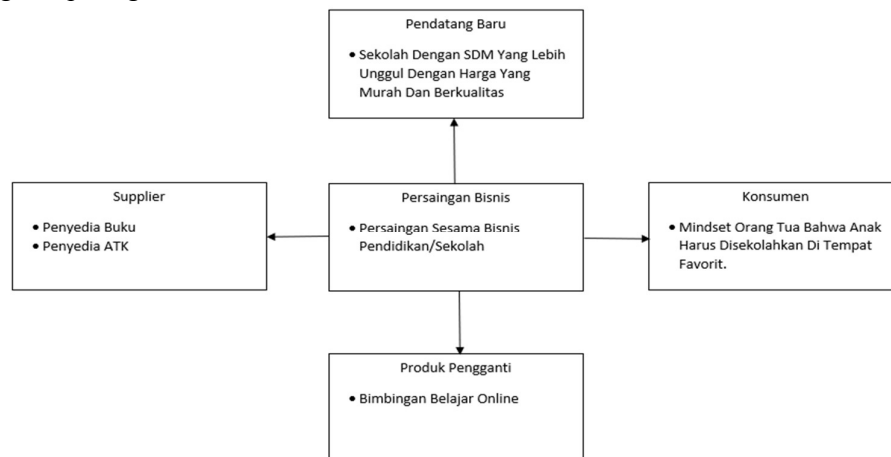 Pendatang Baru
• Sekolah Dengan SDM Yang Lebih
Unggul Dengan Harga Yang
Murah Dan Berkualitas
Supplier
• Penyedia Buku
• Penyedia ATK
Persaingan Bisnis
• Persaingan Sesama Bisnis
Pendidikan/Sekolah
Konsumen
• Mindset Orang Tua Bahwa Anak
Harus Disekolahkan Di Tempat
Favorit.
Produk Pengganti
• Bimbingan Belajar Online